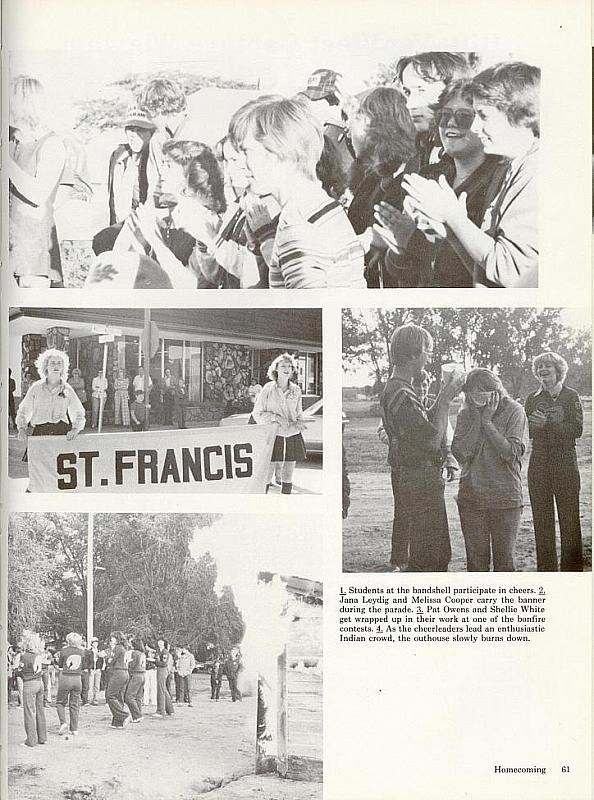 ST. FRANCIS
1. Students at the bandshell participate in cheers. 2.
Jana Leydig and Melissa Cooper carry the banner
during the parade. 3. Pat Owens and Shellie White
get wrapped up in their work at one of the bonfire
contests. 4. As the cheerleaders lead an enthusiastic
Indian crowd, the outhouse slowly burns down.
Homecoming 61